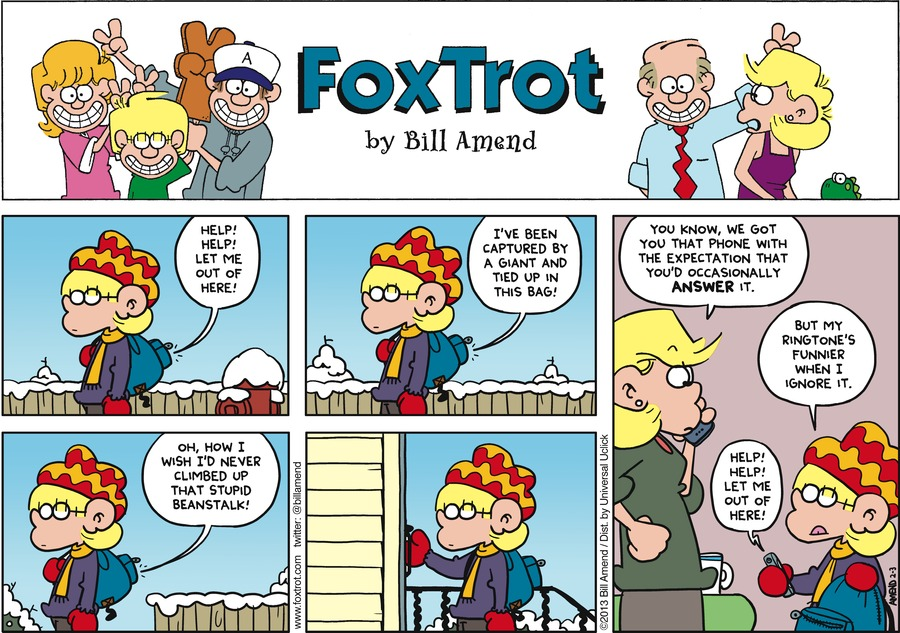 A
FoxTrot
by Bill Amend
HELP!
HELP!
LET ME
OUT OF
HERE!
I'VE BEEN
CAPTURED BY
A GIANT AND
TIED UP IN
THIS BAG!
OH, HOW I
WISH I'D NEVER
CLIMBED UP
THAT STUPID
BEANSTALK!
www.foxtrot.com twitter: @billamend
YOU KNOW, WE GOT
YOU THAT PHONE WITH
THE EXPECTATION THAT
YOU'D OCCASIONALLY
ANSWER IT.
BUT MY
RINGTONE'S
FUNNIER
WHEN I
IGNORE IT.
HELP!
HELP!
LET ME
OUT OF
HERE!
©2013 Bill Amend / Dist. by Universal Uclick
AMEND 2-3